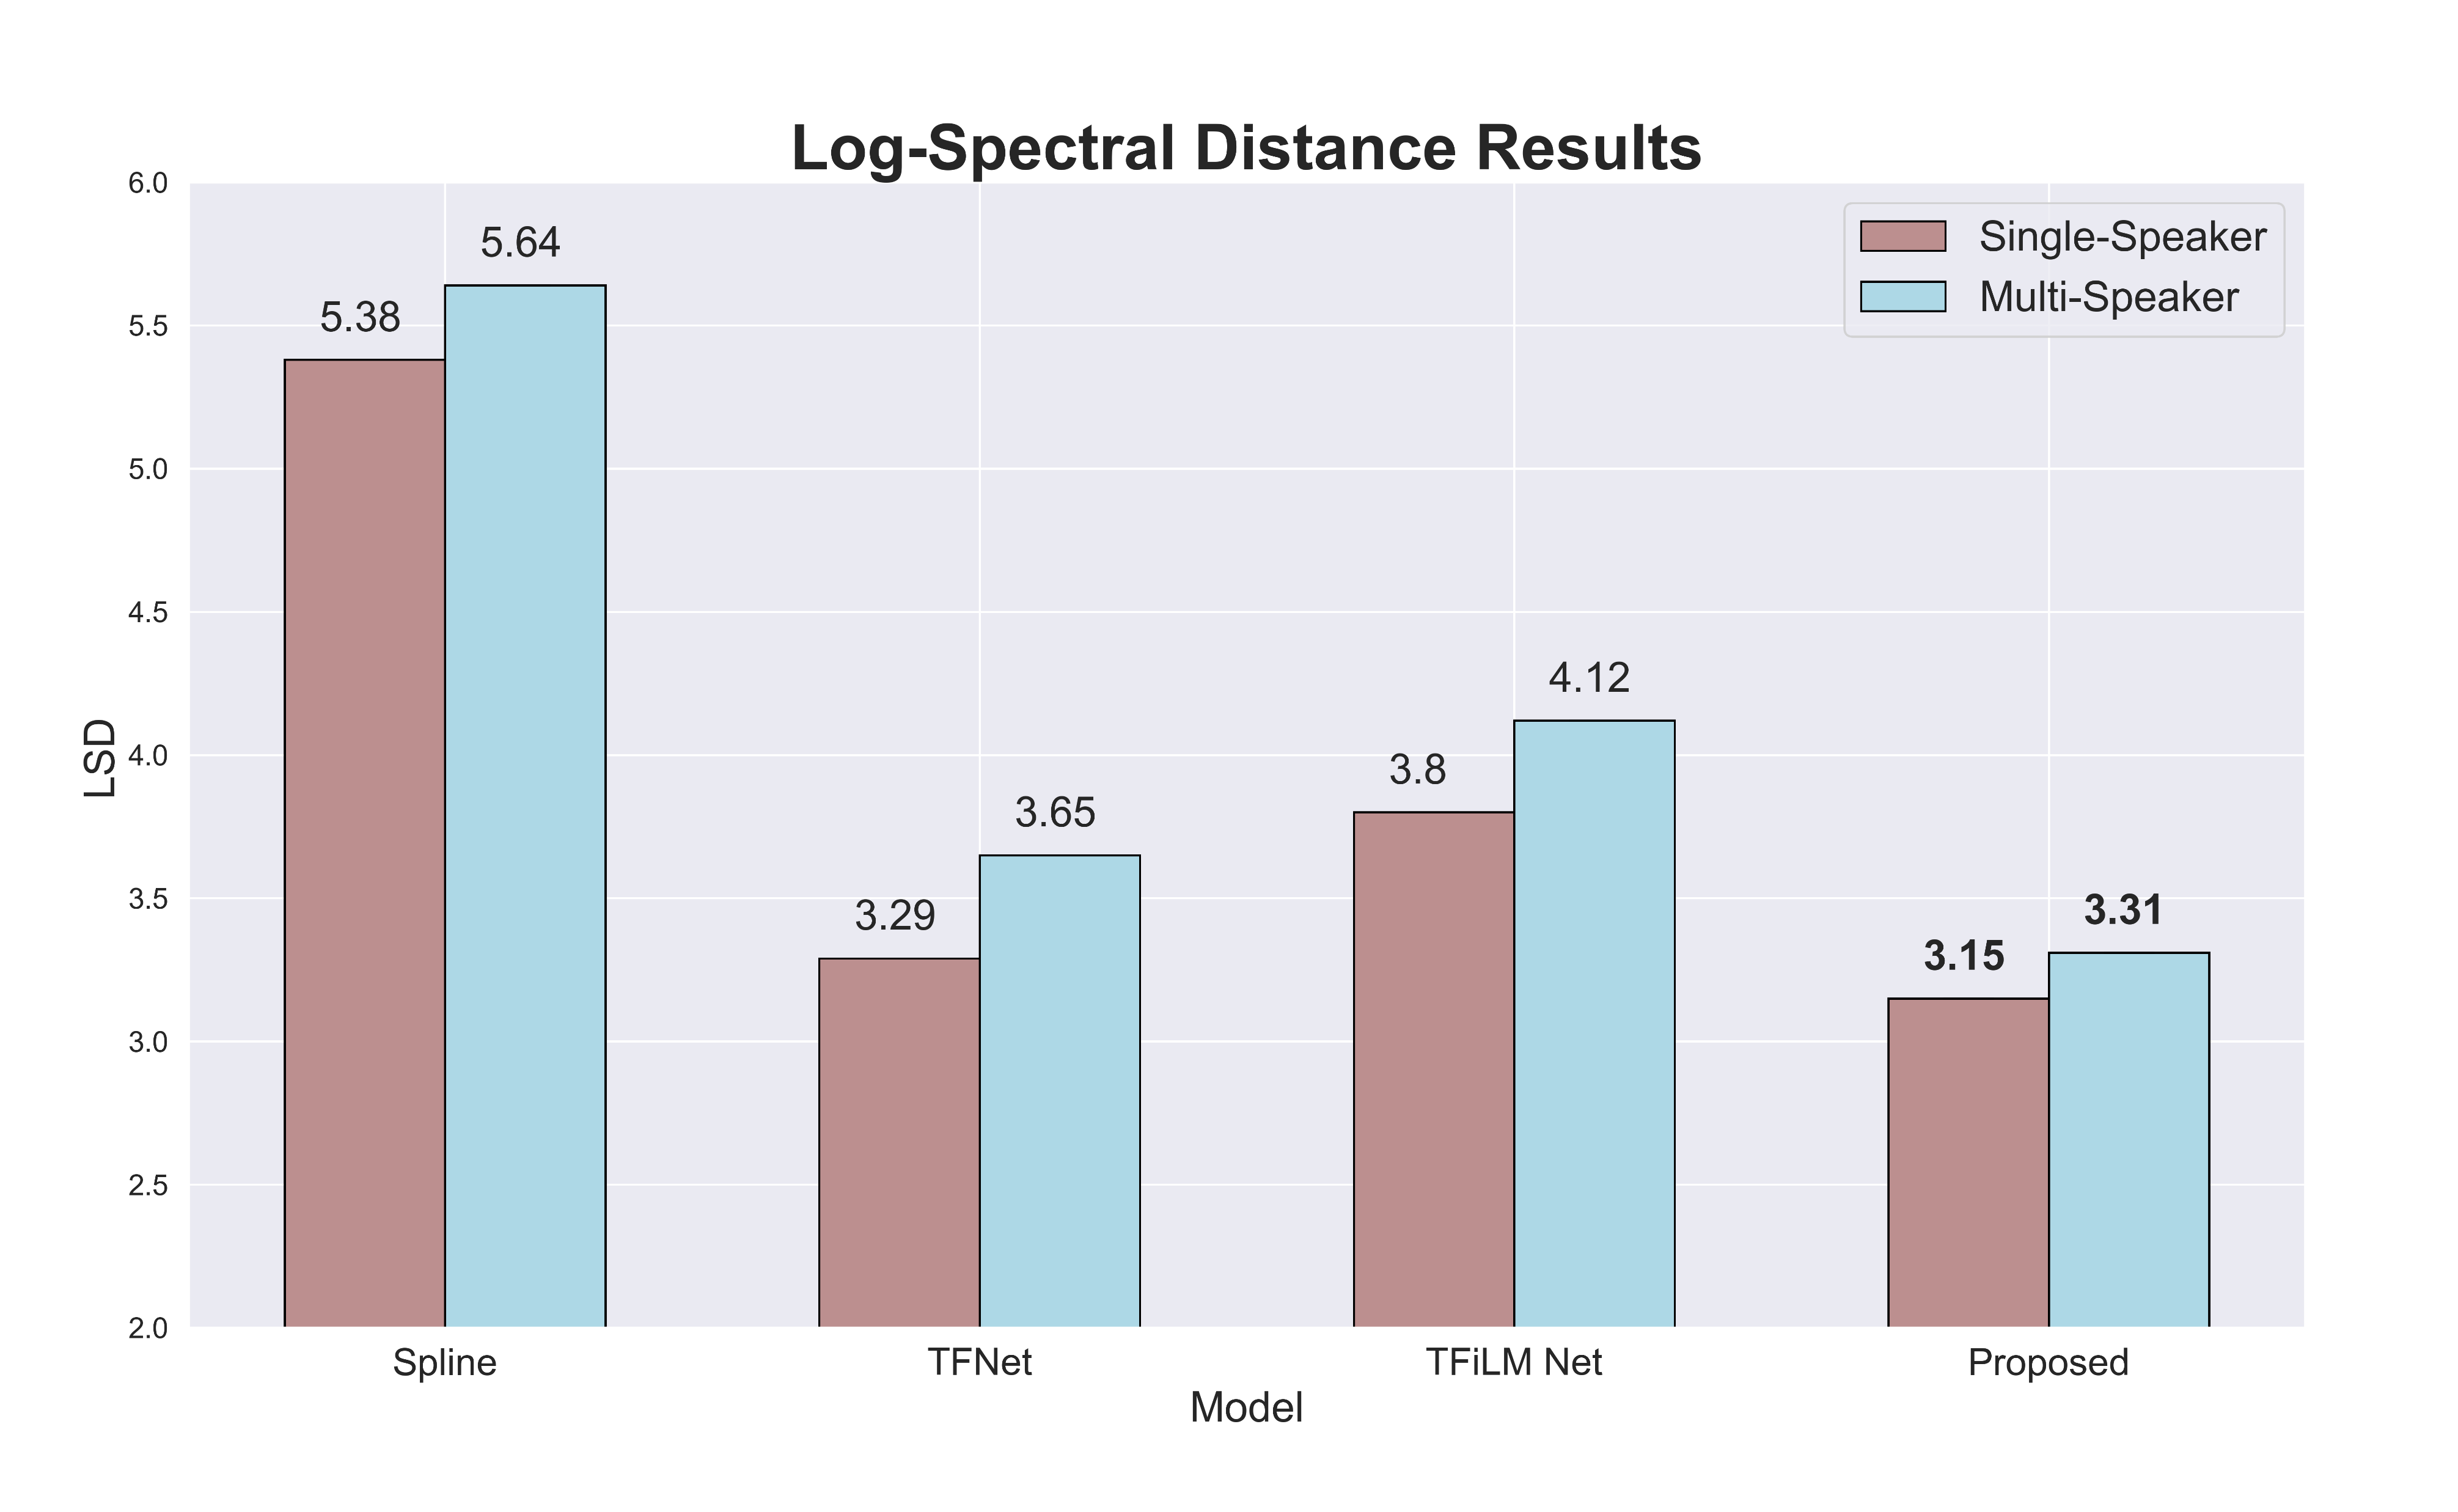 Log-Spectral Distance Results
6.0
5.5
5.0
4.5
4.0
3.5
3.0
2.5
2.0
LSD
5.38
5.64
3.29
3.65
3.8
4.12
3.15
3.31
Single-Speaker
Multi-Speaker
Spline
TFNet
TFiLM Net
Proposed
Model